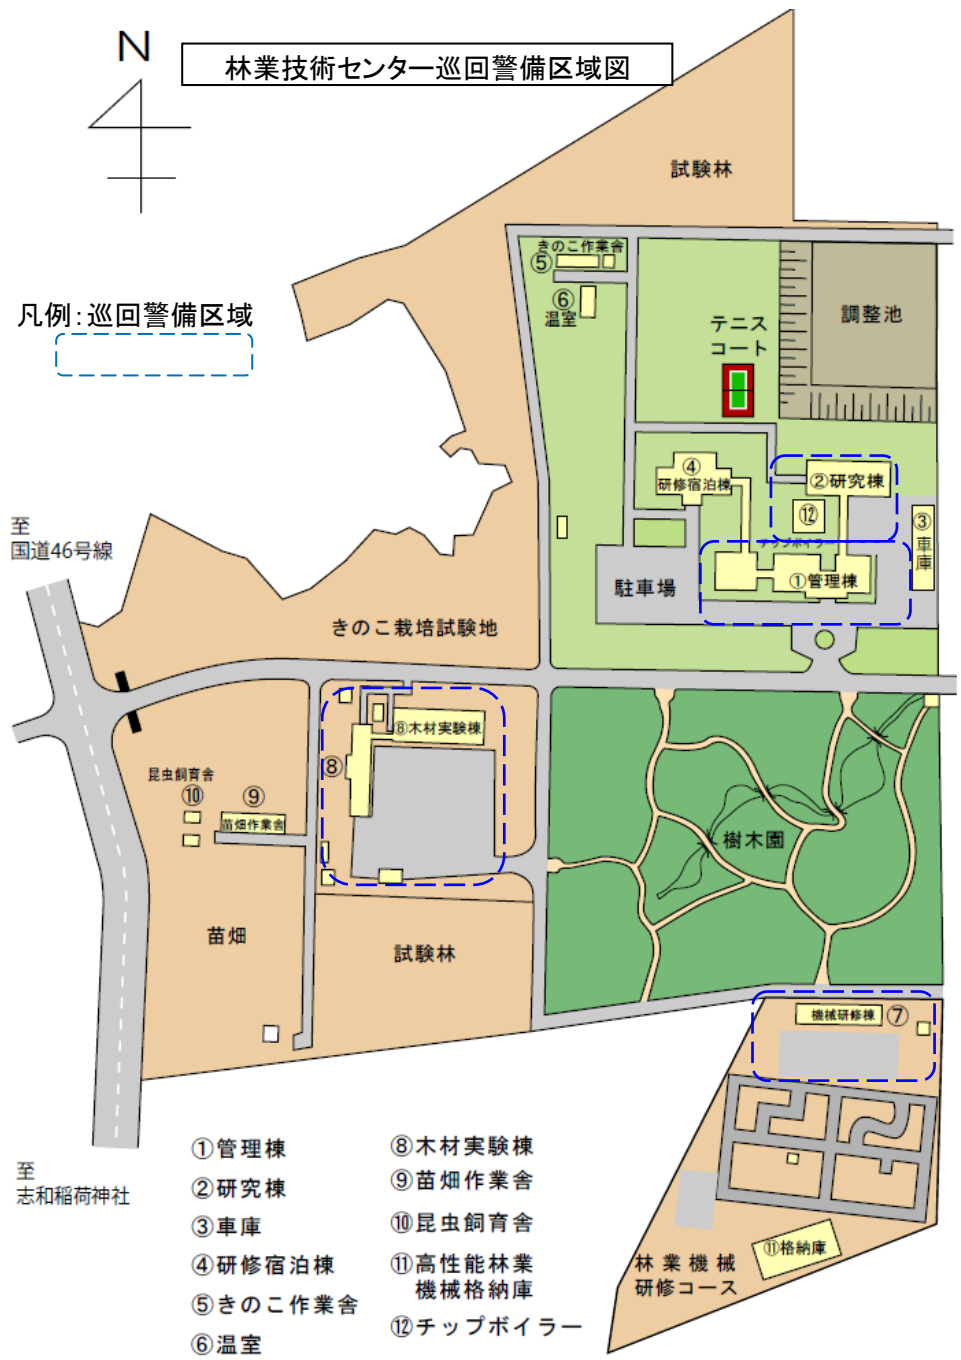 N
林業技術センター巡回警備区域図
試験林
きのこ作業舎
⑤
⑥
温室
凡例：巡回警備区域
テニス
コート
調整池
④
研修宿泊棟
②研究棟
⑫
チップボイラー
③
車庫
至
国道46号線
駐車場
①管理棟
きのこ栽培試験地
⑧木材実験棟
⑧
昆虫飼育舎
⑩
⑨
苗畑作業舎
樹木園
苗畑
試験林
機械研修棟
⑦
至
志和稲荷神社
①管理棟
②研究棟
③車庫
④研修宿泊棟
⑤きのこ作業舎
⑥温室
⑧木材実験棟
⑨苗畑作業舎
⑩昆虫飼育舎
⑪高性能林業
機械格納庫
⑫チップボイラー
⑪格納庫
林業機械
研修コース